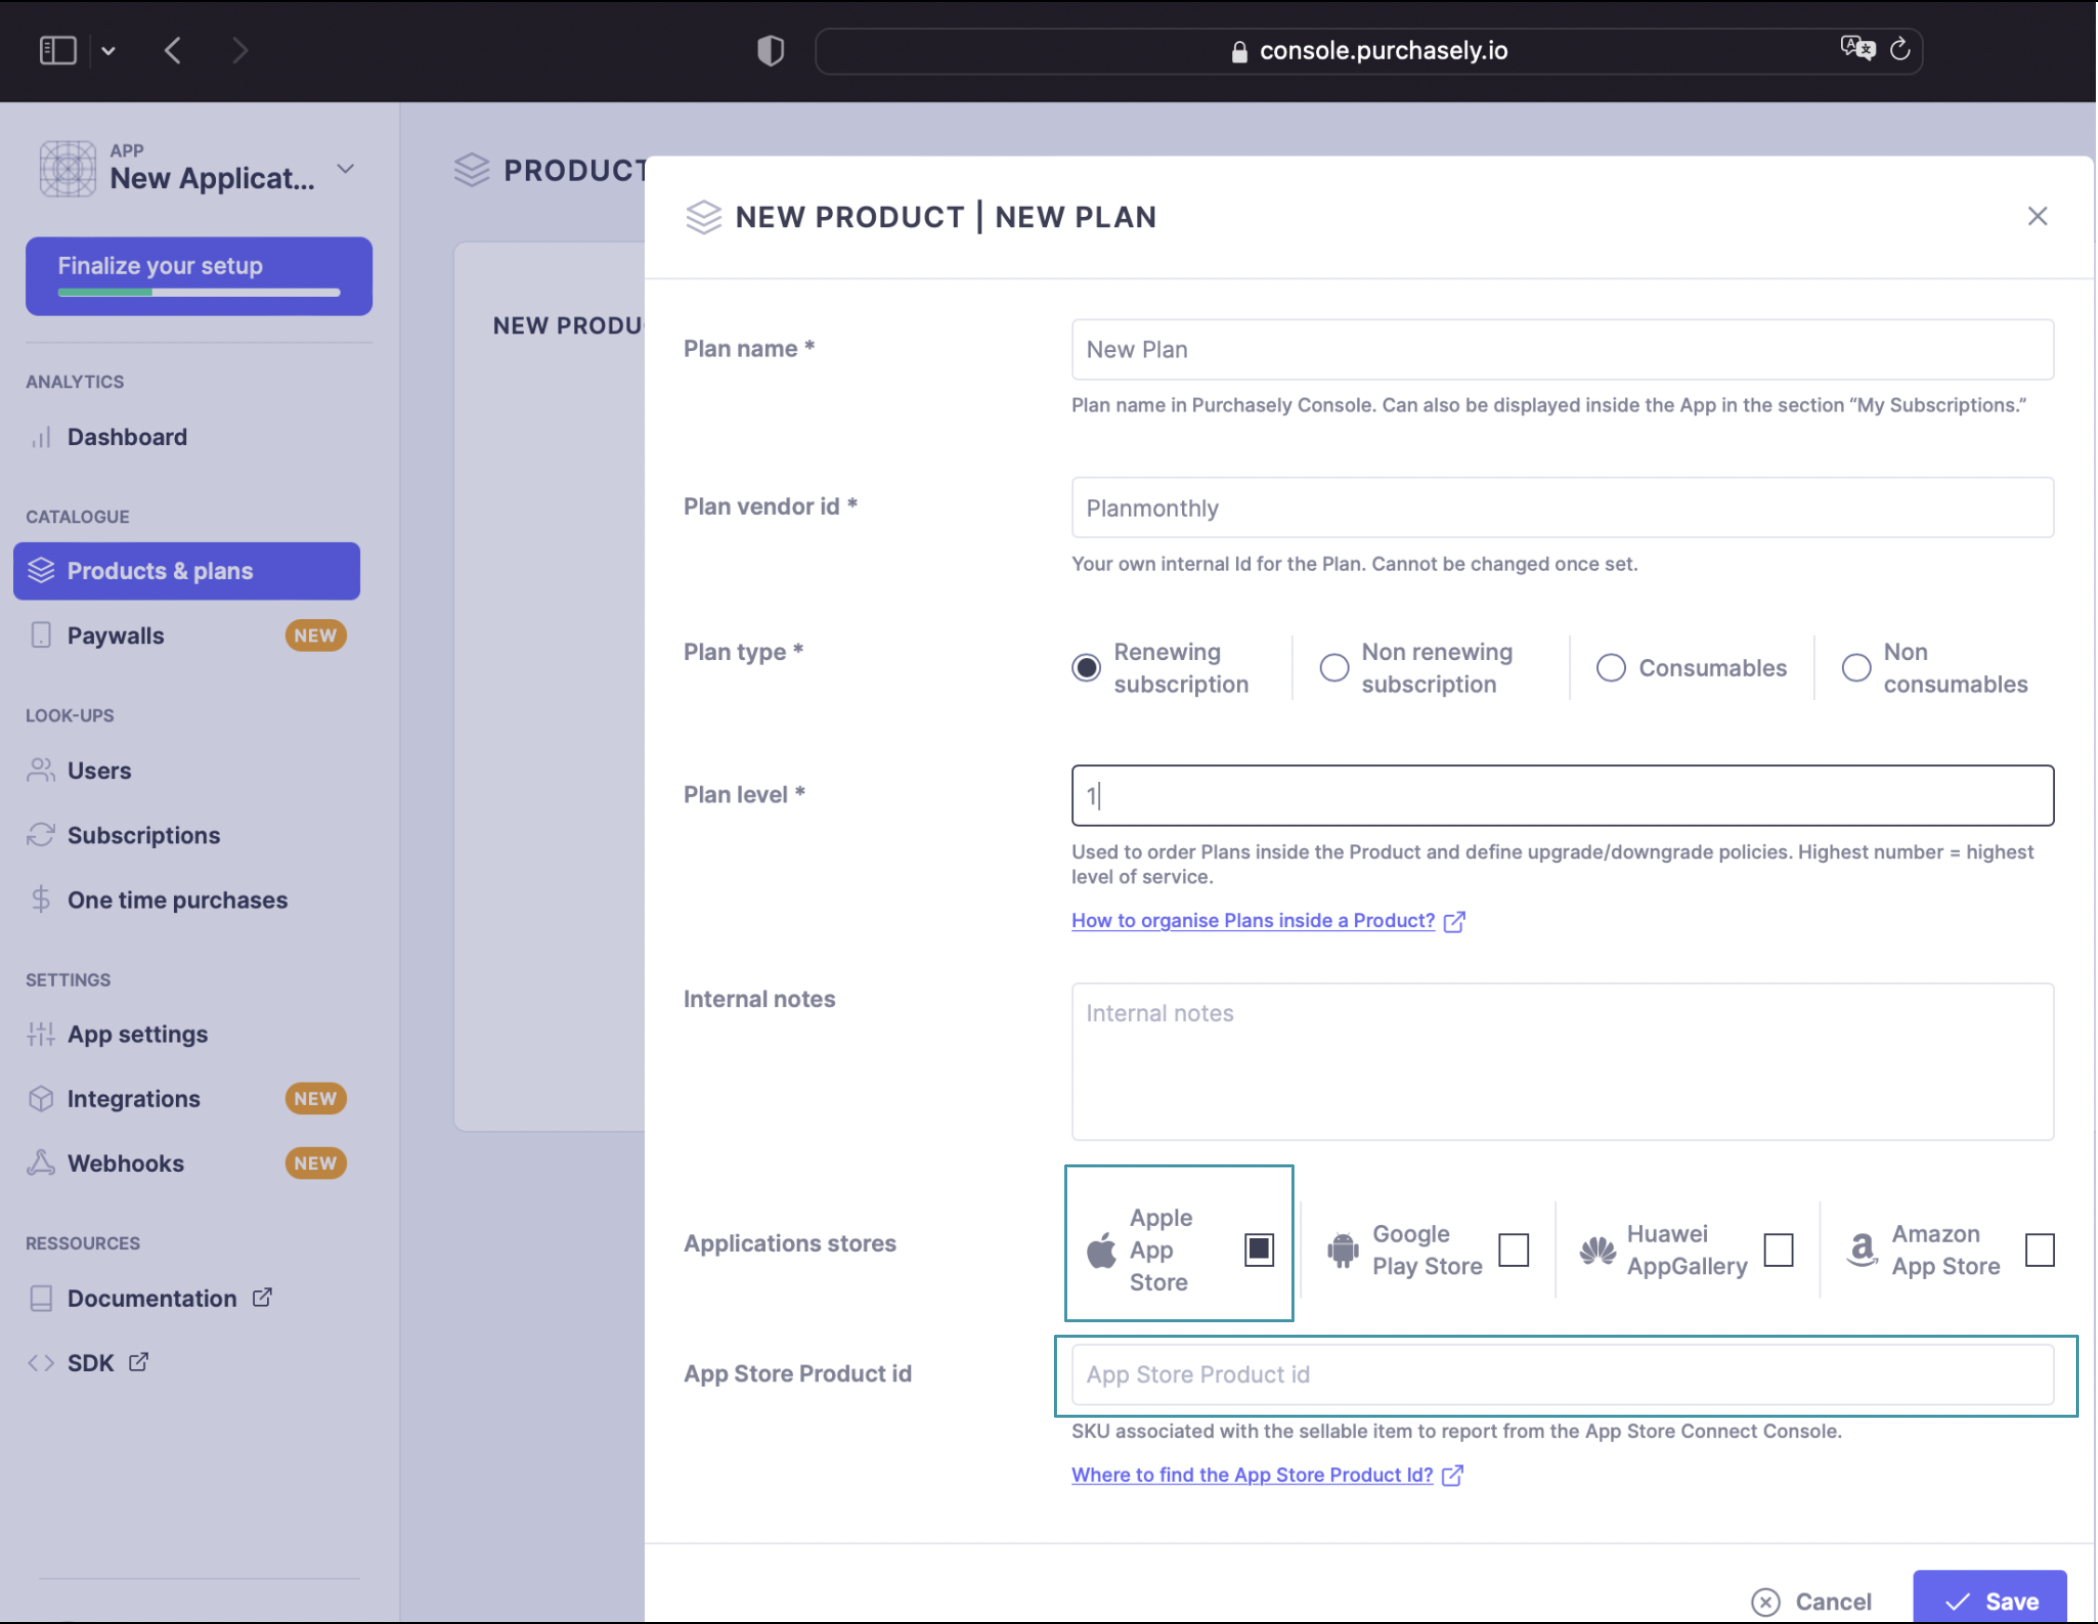 console.purchasely.io
APP
New Applicat...
Finalize your setup
ANALYTICS
Dashboard
CATALOGUE
Products & plans
Paywalls NEW
LOOK-UPS
Users
Subscriptions
One time purchases
SETTINGS
App settings
Integrations NEW
Webhooks NEW
RESSOURCES
Documentation
SDK
PRODUCT
NEW PRODU
NEW PRODUCT | NEW PLAN
Plan name *
New Plan
Plan name in Purchasely Console. Can also be displayed inside the App in the section “My Subscriptions.”
Plan vendor id *
Planmonthly
Your own internal Id for the Plan. Cannot be changed once set.
Plan type *
Renewing
subscription
Non renewing
subscription
Consumables
Non
consumables
Plan level *
1
Used to order Plans inside the Product and define upgrade/downgrade policies. Highest number = highest
level of service.
How to organise Plans inside a Product?
Internal notes
Internal notes
Applications stores
Apple
App
Store
Google
Play Store
Huawei
AppGallery
Amazon
App Store
App Store Product id
App Store Product id
SKU associated with the sellable item to report from the App Store Connect Console.
Where to find the App Store Product Id?
Cancel
Save